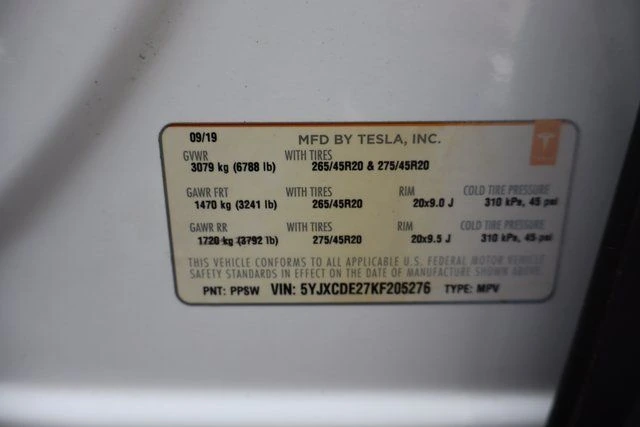 09/19 MFD BY TESLA, INC.
GVWR WITH TIRES
3079 kg (6788 lb) 265/45R20 & 275/45R20
GAWR FRT WITH TIRES RIM COLD TIRE PRESSURE
1470 kg (3241 lb) 265/45R20 20x9.0 J 310 kPa, 45 psi
GAWR RR WITH TIRES RIM COLD TIRE PRESSURE
1720 kg (3792 lb) 275/45R20 20x9.5 J 310 kPa, 45 psi
THIS VEHICLE CONFORMS TO ALL APPLICABLE U.S. FEDERAL MOTOR VEHICLE
SAFETY STANDARDS IN EFFECT ON THE DATE OF MANUFACTURE SHOWN ABOVE.
PNT: PPSW VIN: 5YJXCDE27KF205276 TYPE: MPV